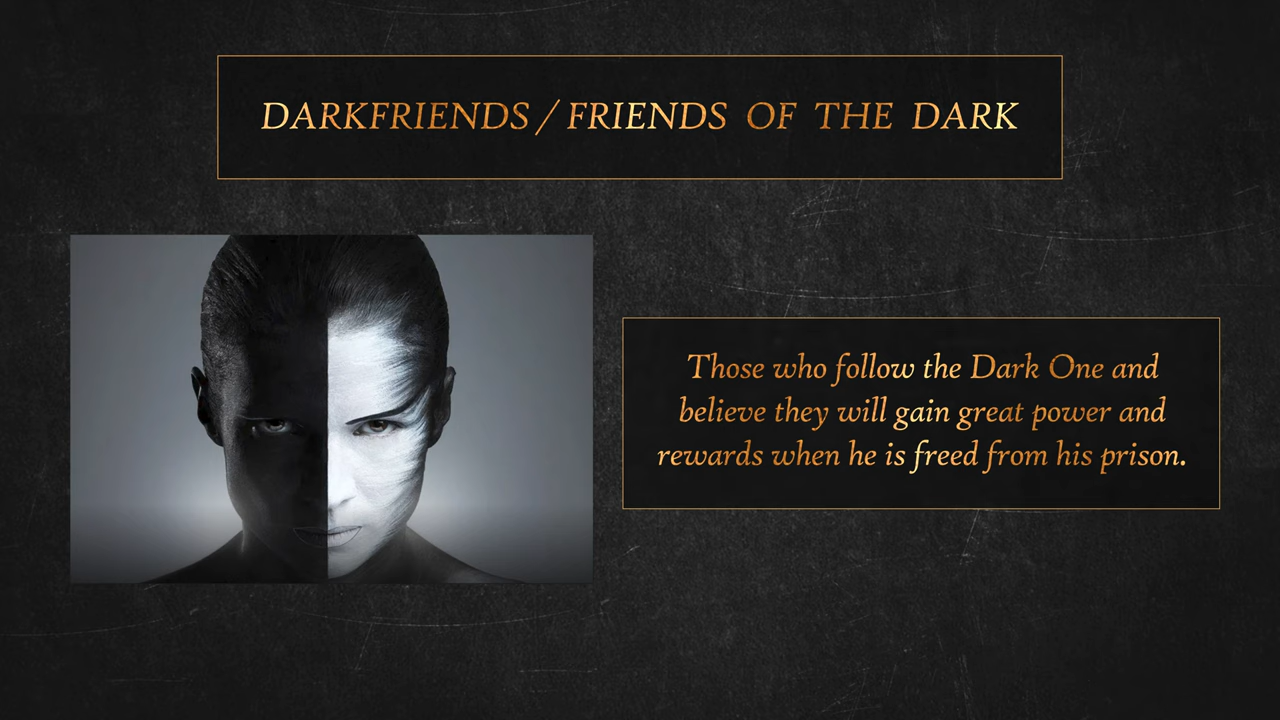 DARKFRIENDS / FRIENDS OF THE DARK
Those who follow the Dark One and
believe they will gain great power and
rewards when he is freed from his prison.